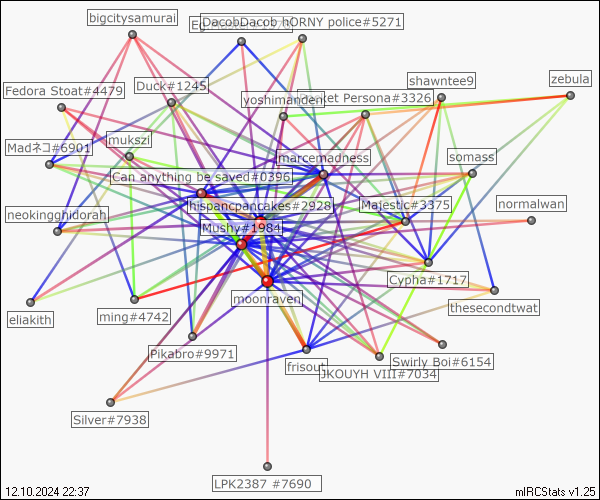 bigcitysamurai
DacobDacob hORNY police#5271
shawntee9
zebula
Fedora Stoat#4479
Duck#1245
yoshimanden
Persona#3326
Madネコ#6901
mukszi
marcemadness
somass
Can anything be saved#0396
neokingghidorah
hispancpancakes#2928
Majestic#3375
normalwan
Mushy#1984
Cypha#1717
eliakith
ming#4742
moonraven
thesecondtwat
Pikabro#9971
frisout
Swirly Boi#6154
JKOUYH VIII#7034
Silver#7938
LPK2387 #7690
12.10.2024 22:37
mIRCStats v1.25